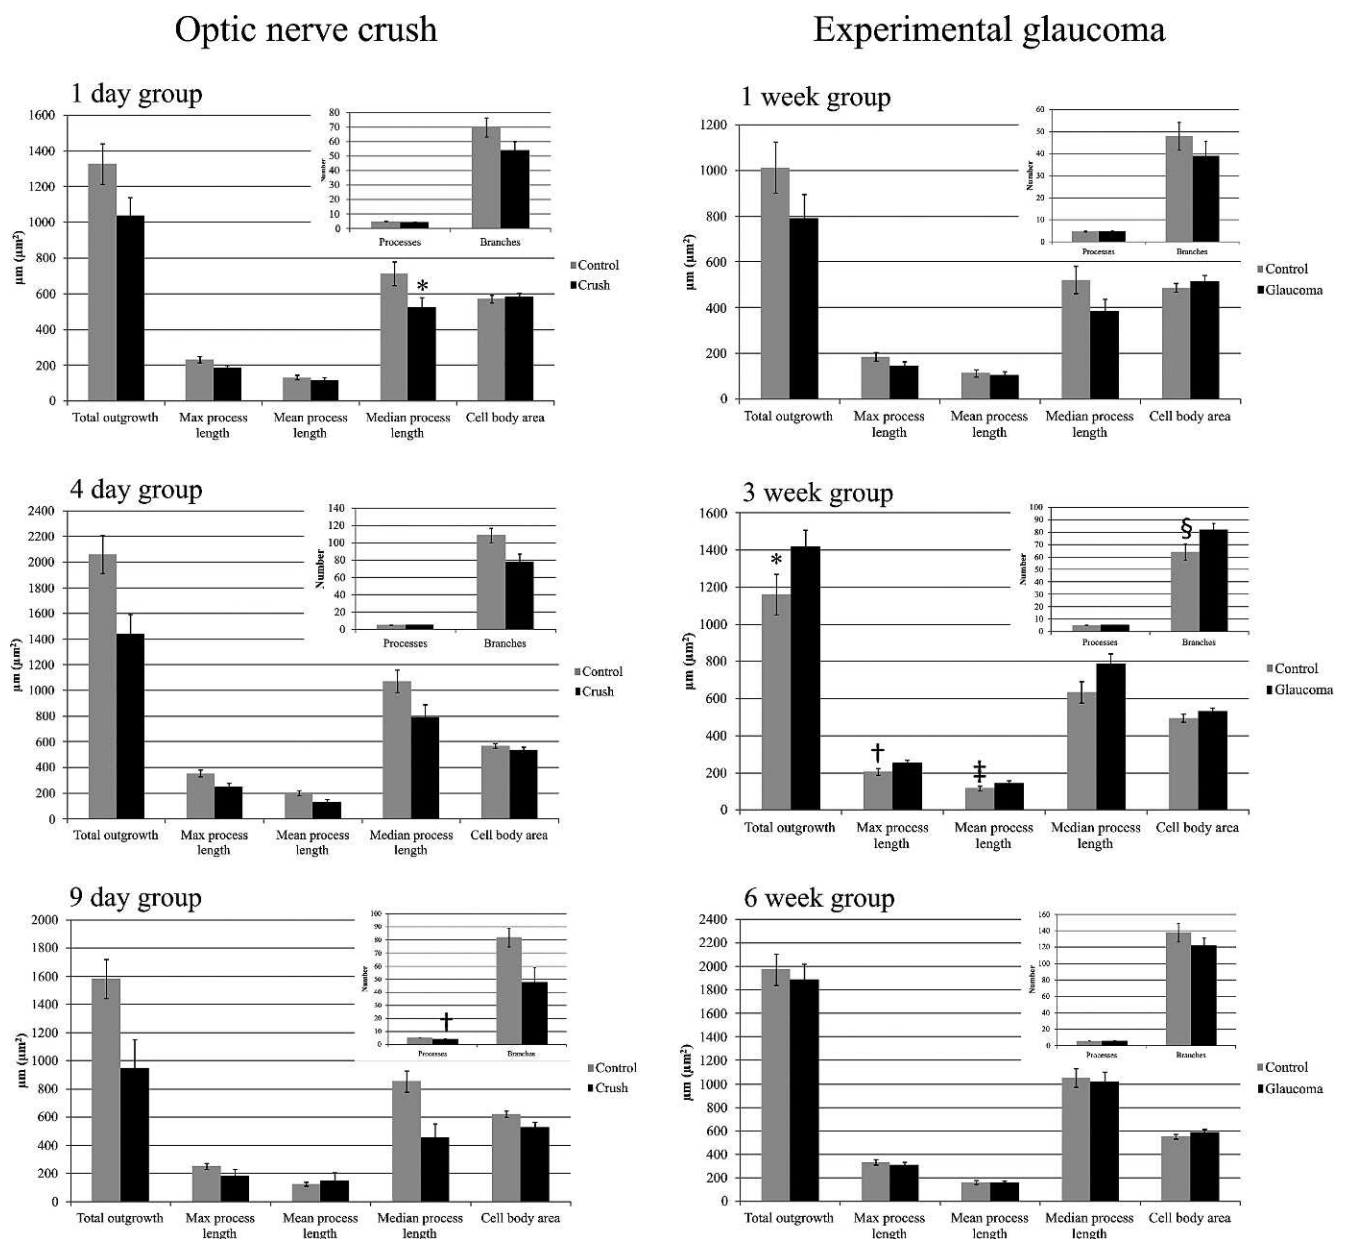 Optic nerve crush
Experimental glaucoma
1 day group
1600
1400
1200
1000
800
600
400
200
0
µm (µm²)
Total outgrowth
Max process
length
Mean process
length
Median process
length
Cell body area
*
80
70
60
50
40
30
20
10
0
Number
Processes
Branches
Control
Crush
1 week group
1200
1000
800
600
400
200
0
µm (µm²)
Total outgrowth
Max process
length
Mean process
length
Median process
length
Cell body area
60
50
40
30
20
10
0
Number
Processes
Branches
Control
Glaucoma
4 day group
2400
2200
2000
1800
1600
1400
1200
1000
800
600
400
200
0
µm (µm²)
Total outgrowth
Max process
length
Mean process
length
Median process
length
Cell body area
140
120
100
80
60
40
20
0
Number
Processes
Branches
Control
Crush
3 week group
1600
1400
1200
1000
800
600
400
200
0
µm (µm²)
*
†
‡
Total outgrowth
Max process
length
Mean process
length
Median process
length
Cell body area
100
90
80
70
60
50
40
30
20
10
0
Number
§
Processes
Branches
Control
Glaucoma
9 day group
2000
1800
1600
1400
1200
1000
800
600
400
200
0
µm (µm²)
Total outgrowth
Max process
length
Mean process
length
Median process
length
Cell body area
100
90
80
70
60
50
40
30
20
10
0
Number
†
Processes
Branches
Control
Crush
6 week group
2400
2200
2000
1800
1600
1400
1200
1000
800
600
400
200
0
µm (µm²)
Total outgrowth
Max process
length
Mean process
length
Median process
length
Cell body area
160
140
120
100
80
60
40
20
0
Number
Processes
Branches
Control
Glaucoma